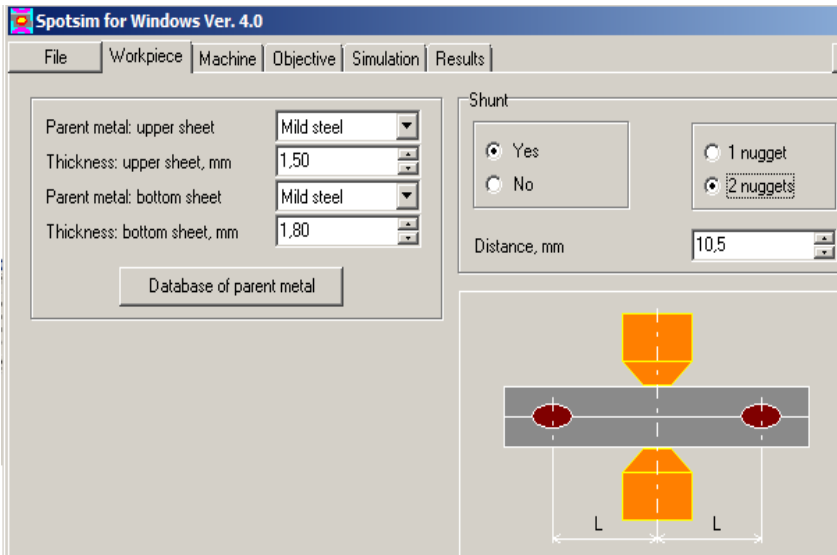 Spotsim for Windows Ver. 4.0
File Workpiece Machine Objective Simulation Results
Parent metal: upper sheet Mild steel
Thickness: upper sheet, mm 1,50
Parent metal: bottom sheet Mild steel
Thickness: bottom sheet, mm 1,80
Database of parent metal
Shunt
Yes 1 nugget
No 2 nuggets
Distance, mm 10,5
L L